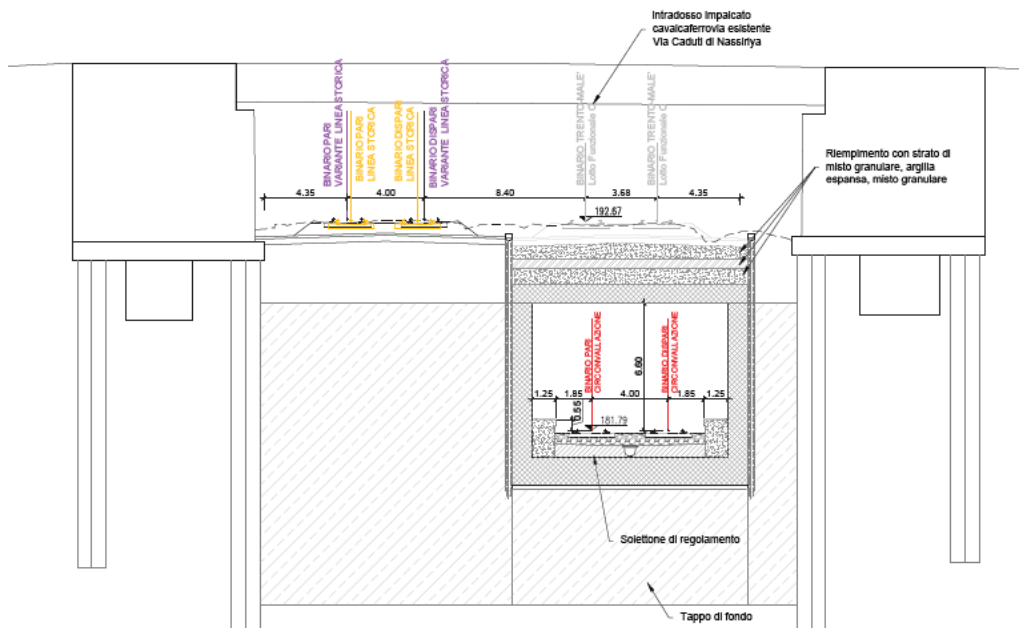 Intradosso impalcato
cavalcaferrovia esistente
Via Caduti di Nassiriya
BINARIO PARI
VARIANTE LINEA STORICA
BINARIO PARI
LINEA STORICA
BINARIO DISPARI
LINEA STORICA
BINARIO DISPARI
VARIANTE LINEA STORICA
BINARIO TRENTO-MALE'
Lotto Funzionale C
BINARIO TRENTO-MALE'
Lotto Funzionale C
Riempimento con strato di
misto granulare, argilla
espansa, misto granulare
4.35
4.00
8.40
3.68
4.35
192.67
BINARIO PARI
CIRCONVALLAZIONE
BINARIO DISPARI
CIRCONVALLAZIONE
6.60
1.25
1.85
4.00
1.85
1.25
0.55
181.79
Solettone di regolamento
Tappo di fondo